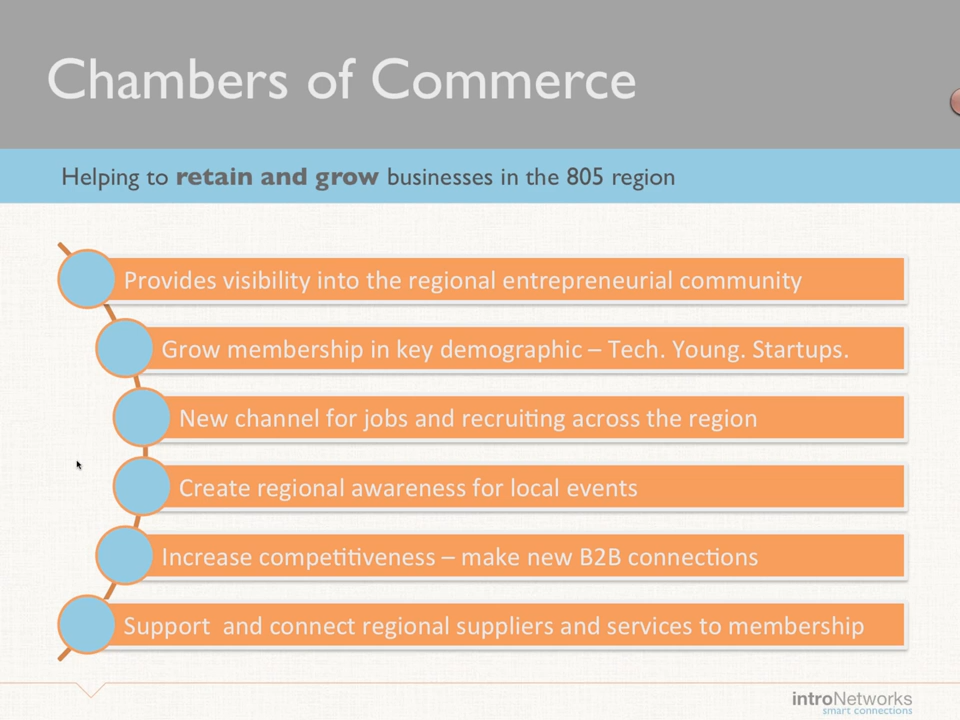 Chambers of Commerce
Helping to retain and grow businesses in the 805 region
Provides visibility into the regional entrepreneurial community
Grow membership in key demographic – Tech. Young. Startups.
New channel for jobs and recruiting across the region
Create regional awareness for local events
Increase competitiveness – make new B2B connections
Support  and connect regional suppliers and services to membership
introNetworks
smart connections